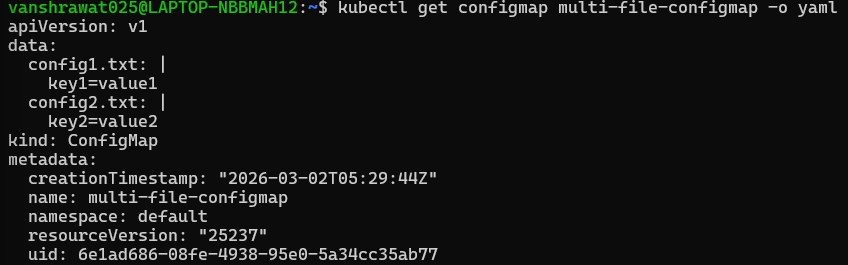 vanshrawat025@LAPTOP-NBBMAH12:~$ kubectl get configmap multi-file-configmap -o yaml
apiVersion: v1
data:
  config1.txt: |
    key1=value1
  config2.txt: |
    key2=value2
kind: ConfigMap
metadata:
  creationTimestamp: "2026-03-02T05:29:44Z"
  name: multi-file-configmap
  namespace: default
  resourceVersion: "25237"
  uid: 6e1ad686-08fe-4938-95e0-5a34cc35ab77